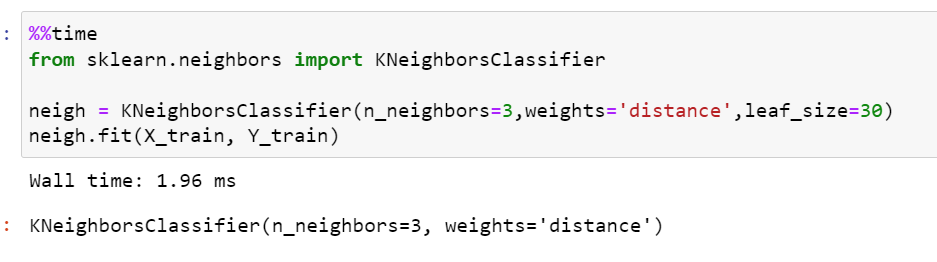 :
%%time
from sklearn.neighbors import KNeighborsClassifier
neigh = KNeighborsClassifier(n_neighbors=3,weights='distance',leaf_size=30)
neigh.fit(X_train, Y_train)
Wall time: 1.96 ms
: KNeighborsClassifier(n_neighbors=3, weights='distance')